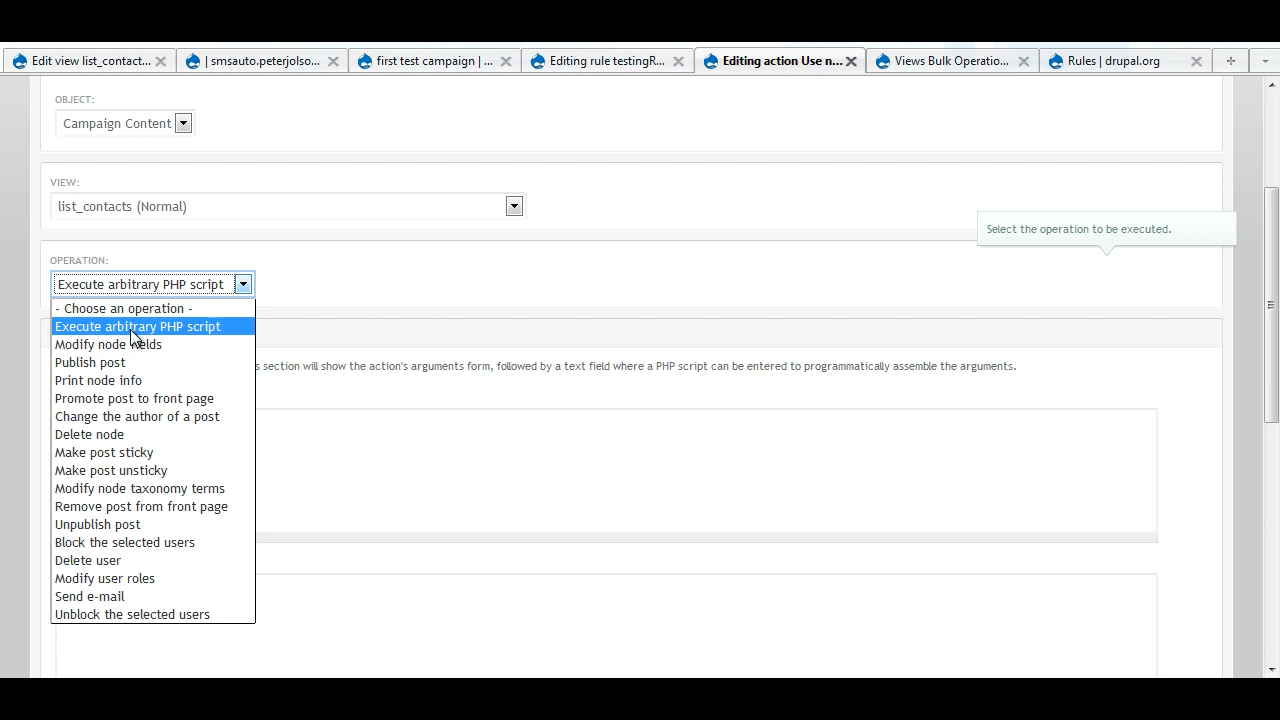 Edit view list_contact...
| smsauto.peterjolso...
first test campaign | ...
Editing rule testingR...
Editing action Use n...
Views Bulk Operatio...
Rules | drupal.org
OBJECT:
Campaign Content
VIEW:
list_contacts (Normal)
Select the operation to be executed.
OPERATION:
Execute arbitrary PHP script
- Choose an operation -
Execute arbitrary PHP script
Modify node fields
Publish post
s section will show the action's arguments form, followed by a text field where a PHP script can be entered to programmatically assemble the arguments.
Print node info
Promote post to front page
Change the author of a post
Delete node
Make post sticky
Make post unsticky
Modify node taxonomy terms
Remove post from front page
Unpublish post
Block the selected users
Delete user
Modify user roles
Send e-mail
Unblock the selected users